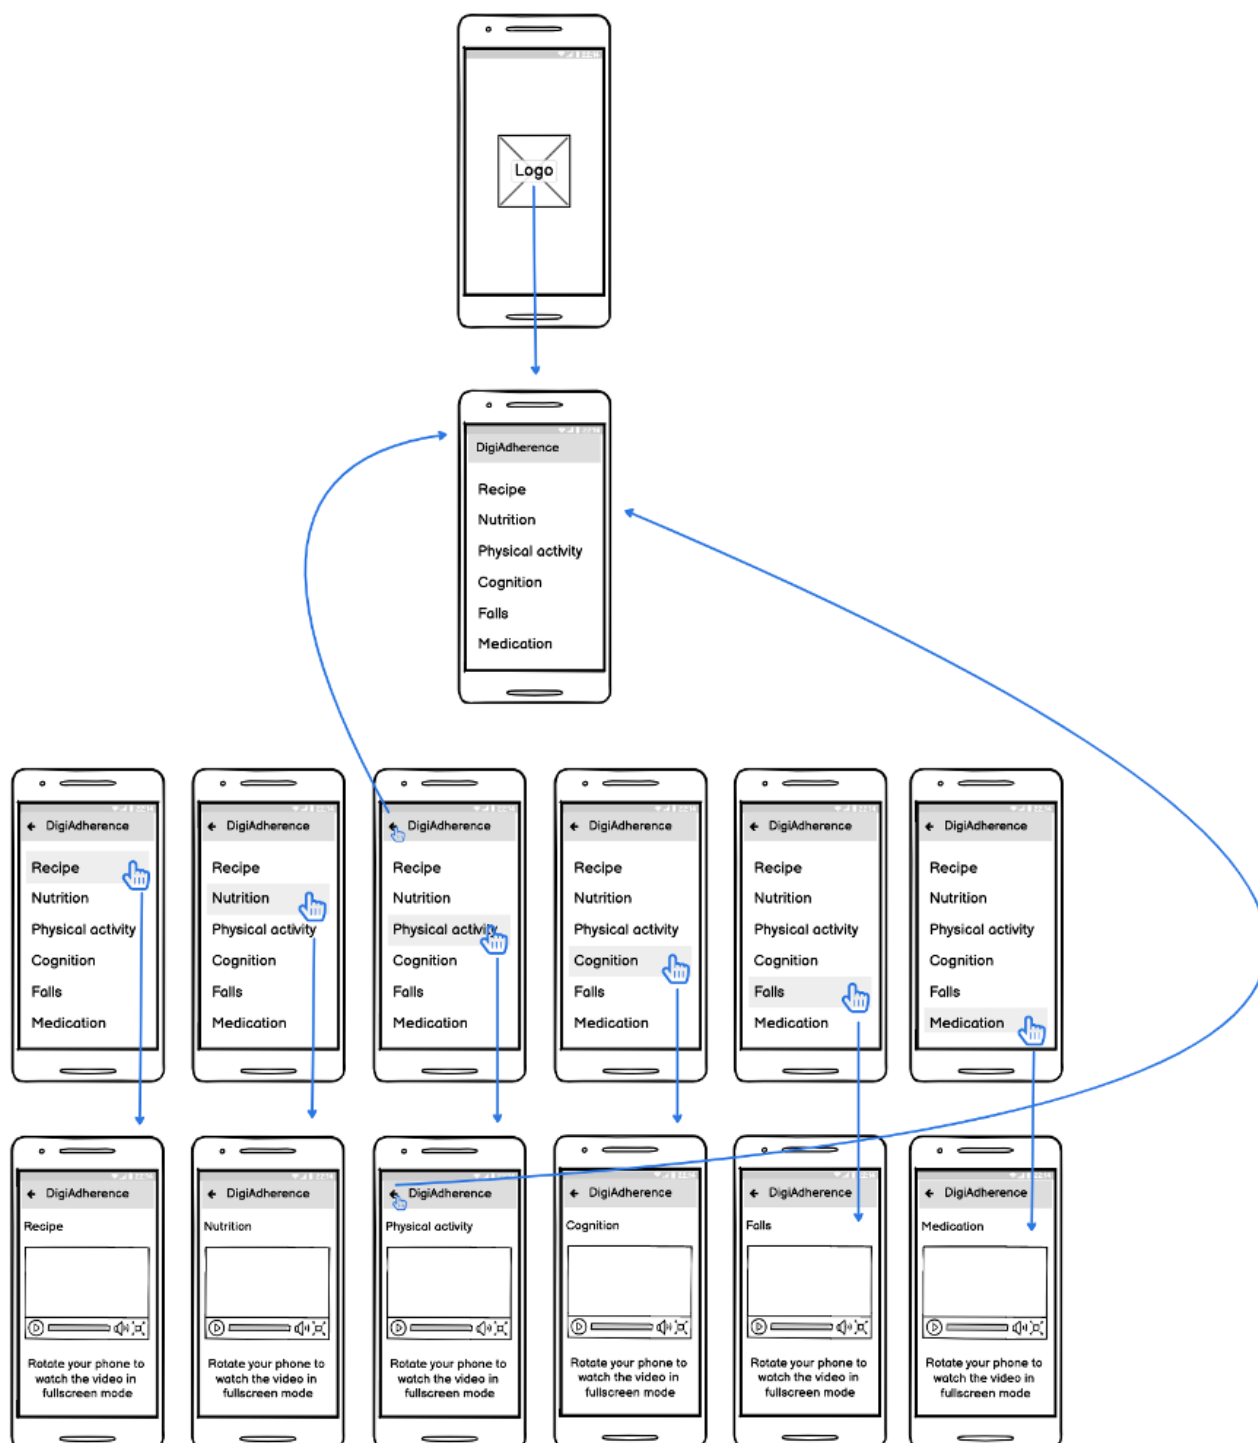 Logo
DigiAdherence
Recipe
Nutrition
Physical activity
Cognition
Falls
Medication
DigiAdherence
Recipe
Nutrition
Physical activity
Cognition
Falls
Medication
DigiAdherence
Recipe
Nutrition
Physical activity
Cognition
Falls
Medication
DigiAdherence
Recipe
Nutrition
Physical activity
Cognition
Falls
Medication
DigiAdherence
Recipe
Nutrition
Physical activity
Cognition
Falls
Medication
DigiAdherence
Recipe
Nutrition
Physical activity
Cognition
Falls
Medication
DigiAdherence
Recipe
Nutrition
Physical activity
Cognition
Falls
Medication
DigiAdherence
Recipe
Rotate your phone to
watch the video in
fullscreen mode
DigiAdherence
Nutrition
Rotate your phone to
watch the video in
fullscreen mode
DigiAdherence
Physical activity
Rotate your phone to
watch the video in
fullscreen mode
DigiAdherence
Cognition
Rotate your phone to
watch the video in
fullscreen mode
DigiAdherence
Falls
Rotate your phone to
watch the video in
fullscreen mode
DigiAdherence
Medication
Rotate your phone to
watch the video in
fullscreen mode